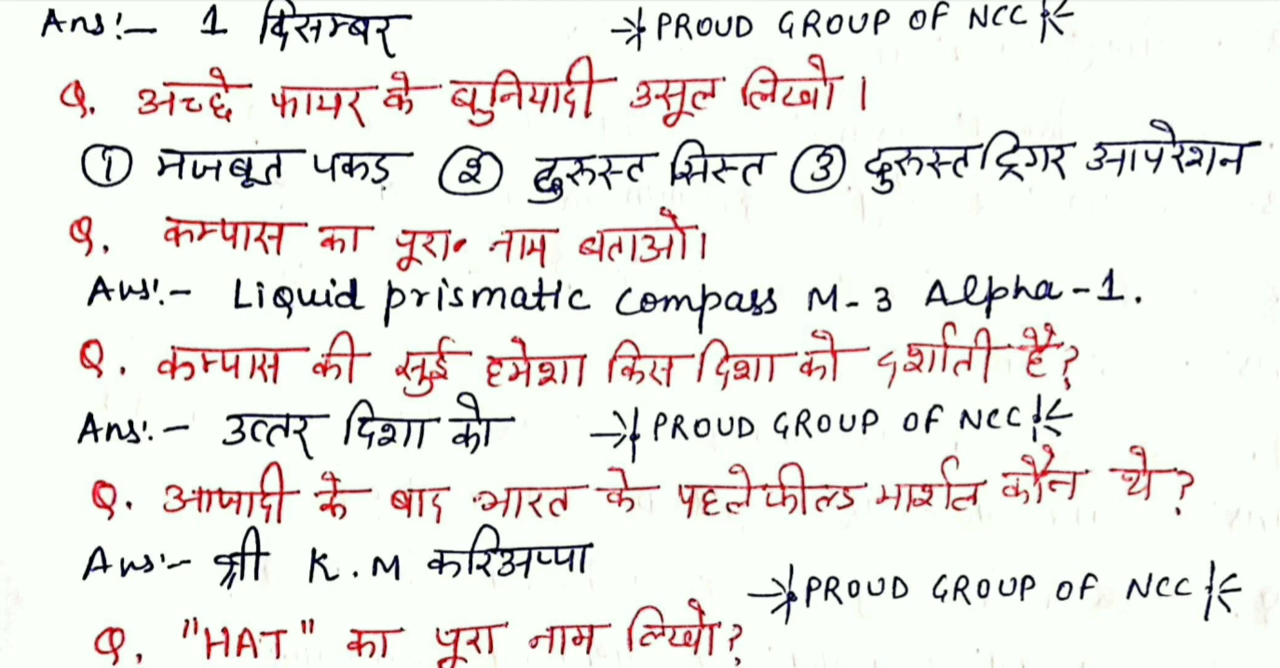 Ans:- 1 दिसम्बर → PROUD GROUP OF NCC ←
Q. अच्छे फायर के बुनियादी उसूल लिखो।
① मजबूत पकड़ ② दुरुस्त सिस्त ③ दुरुस्त ट्रिगर आपरेशन
Q. कम्पास का पूरा नाम बताओ।
Ans:- Liquid prismatic compass M-3 Alpha-1.
Q. कम्पास की सुई हमेशा किस दिशा को दर्शाती है?
Ans:- उत्तर दिशा को → PROUD GROUP OF NCC ←
Q. आजादी के बाद भारत के पहले फील्ड मार्शल कौन थे?
Ans:- श्री K.M करिअप्पा
→ PROUD GROUP OF NCC ←
Q. "HAT" का पूरा नाम लिखो?